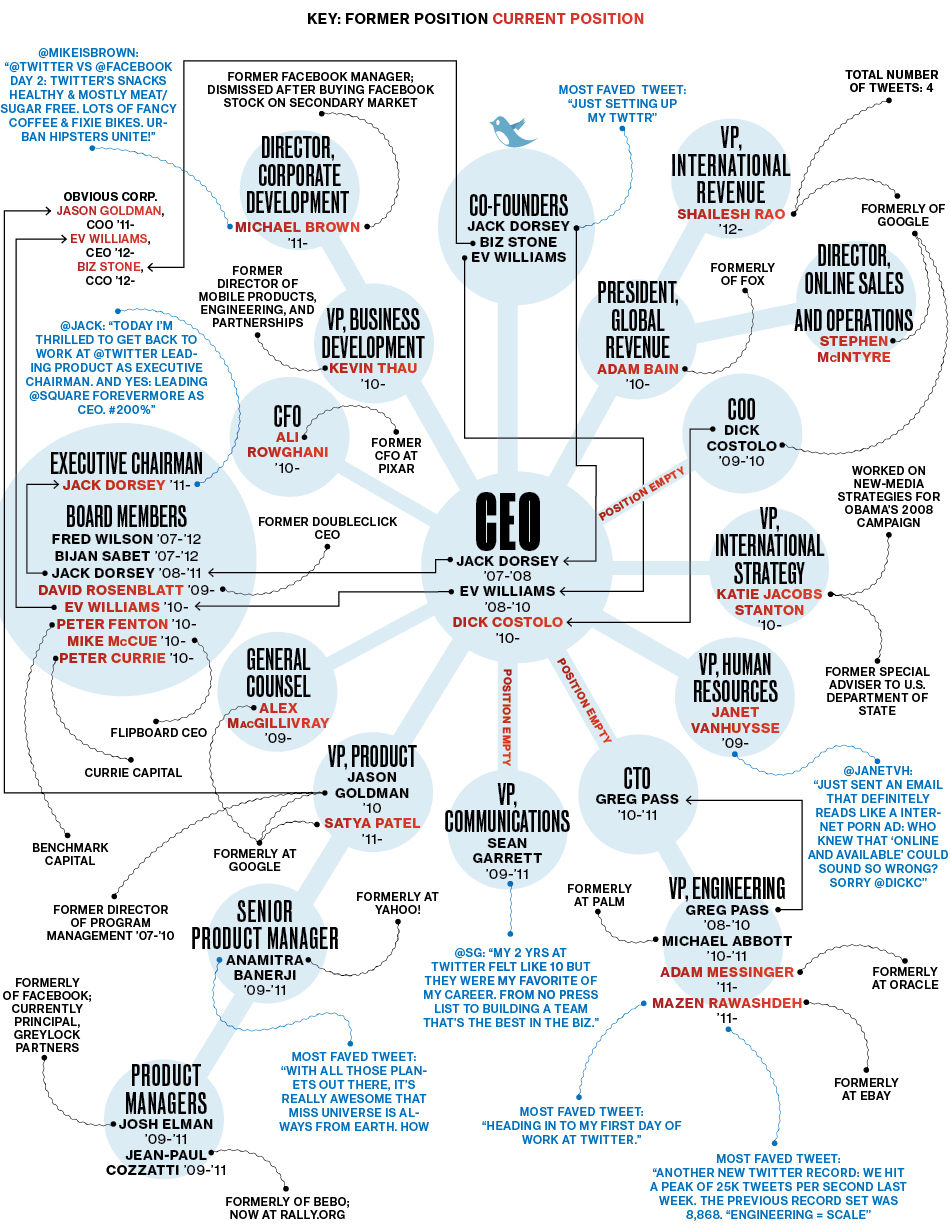 KEY: FORMER POSITION CURRENT POSITION
@MIKEISBROWN:
"@TWITTER VS @FACEBOOK
DAY 2: TWITTER'S SNACKS
HEALTHY & MOSTLY MEAT/
SUGAR FREE. LOTS OF FANCY
COFFEE & FIXIE BIKES. UR-
BAN HIPSTERS UNITE!"
FORMER FACEBOOK MANAGER;
DISMISSED AFTER BUYING FACEBOOK
STOCK ON SECONDARY MARKET
DIRECTOR,
CORPORATE
DEVELOPMENT
MICHAEL BROWN
'11-
MOST FAVED TWEET:
"JUST SETTING UP
MY TWTTR"
CO-FOUNDERS
JACK DORSEY
BIZ STONE
EV WILLIAMS
TOTAL NUMBER
OF TWEETS: 4
VP,
INTERNATIONAL
REVENUE
SHAILESH RAO
'12-
FORMERLY OF
GOOGLE
DIRECTOR,
ONLINE SALES
AND OPERATIONS
STEPHEN
McINTYRE
OBVIOUS CORP.
JASON GOLDMAN,
COO '11-
EV WILLIAMS,
CEO '12-
BIZ STONE,
CCO '12-
FORMER
DIRECTOR OF
MOBILE PRODUCTS,
ENGINEERING, AND
PARTNERSHIPS
VP, BUSINESS
DEVELOPMENT
KEVIN THAU
'10-
PRESIDENT,
GLOBAL
REVENUE
ADAM BAIN
'10-
FORMERLY
OF FOX
@JACK: "TODAY I'M
THRILLED TO GET BACK TO
WORK AT @TWITTER LEAD-
ING PRODUCT AS EXECUTIVE
CHAIRMAN. AND YES: LEADING
@SQUARE FOREVERMORE AS
CEO. #200%"
CFO
ALI
ROWGHANI
'10-
FORMER
CFO AT
PIXAR
COO
DICK
COSTOLO
'09-'10
POSITION EMPTY
EXECUTIVE CHAIRMAN
JACK DORSEY '11-
BOARD MEMBERS
FRED WILSON '07-'12
BIJAN SABET '07-'12
JACK DORSEY '08-'11
DAVID ROSENBLATT '09-
EV WILLIAMS '10-
PETER FENTON '10-
MIKE McCUE '10-
PETER CURRIE '10-
FORMER DOUBLECLICK
CEO
CEO
JACK DORSEY
'07-'08
EV WILLIAMS
'08-'10
DICK COSTOLO
'10-
WORKED ON
NEW-MEDIA
STRATEGIES FOR
OBAMA'S 2008
CAMPAIGN
VP,
INTERNATIONAL
STRATEGY
KATIE JACOBS
STANTON
'10-
FORMER SPECIAL
ADVISER TO U.S.
DEPARTMENT OF
STATE
GENERAL
COUNSEL
ALEX
MacGILLIVRAY
'09-
FLIPBOARD CEO
CURRIE CAPITAL
BENCHMARK
CAPITAL
POSITION EMPTY
POSITION EMPTY
VP, HUMAN
RESOURCES
JANET
VANHUYSSE
'09-
@JANETVH:
"JUST SENT AN EMAIL
THAT DEFINITELY
READS LIKE A INTER-
NET PORN AD: WHO
KNEW THAT 'ONLINE
AND AVAILABLE' COULD
SOUND SO WRONG?
SORRY @DICKC"
VP, PRODUCT
JASON
GOLDMAN
'10
SATYA PATEL
'11-
FORMERLY AT
GOOGLE
FORMER DIRECTOR
OF PROGRAM
MANAGEMENT '07-'10
VP,
COMMUNICATIONS
SEAN
GARRETT
'09-'11
CTO
GREG PASS
'10-'11
SENIOR
PRODUCT MANAGER
ANAMITRA
BANERJI
'09-'11
FORMERLY AT
YAHOO!
@SG: "MY 2 YRS AT
TWITTER FELT LIKE 10 BUT
THEY WERE MY FAVORITE OF
MY CAREER. FROM NO PRESS
LIST TO BUILDING A TEAM
THAT'S THE BEST IN THE BIZ."
FORMERLY
AT PALM
VP, ENGINEERING
GREG PASS
'08-'10
MICHAEL ABBOTT
'10-'11
ADAM MESSINGER
'11-
MAZEN RAWASHDEH
'11-
FORMERLY
AT ORACLE
FORMERLY
AT EBAY
FORMERLY
OF FACEBOOK;
CURRENTLY
PRINCIPAL,
GREYLOCK
PARTNERS
PRODUCT
MANAGERS
JOSH ELMAN
'09-'11
JEAN-PAUL
COZZATTI '09-'11
FORMERLY OF BEBO;
NOW AT RALLY.ORG
MOST FAVED TWEET:
"WITH ALL THOSE PLAN-
ETS OUT THERE, IT'S
REALLY AWESOME THAT
MISS UNIVERSE IS AL-
WAYS FROM EARTH. HOW
MOST FAVED TWEET:
"HEADING IN TO MY FIRST DAY OF
WORK AT TWITTER."
MOST FAVED TWEET:
"ANOTHER NEW TWITTER RECORD: WE HIT
A PEAK OF 25K TWEETS PER SECOND LAST
WEEK. THE PREVIOUS RECORD SET WAS
8,868. "ENGINEERING = SCALE"